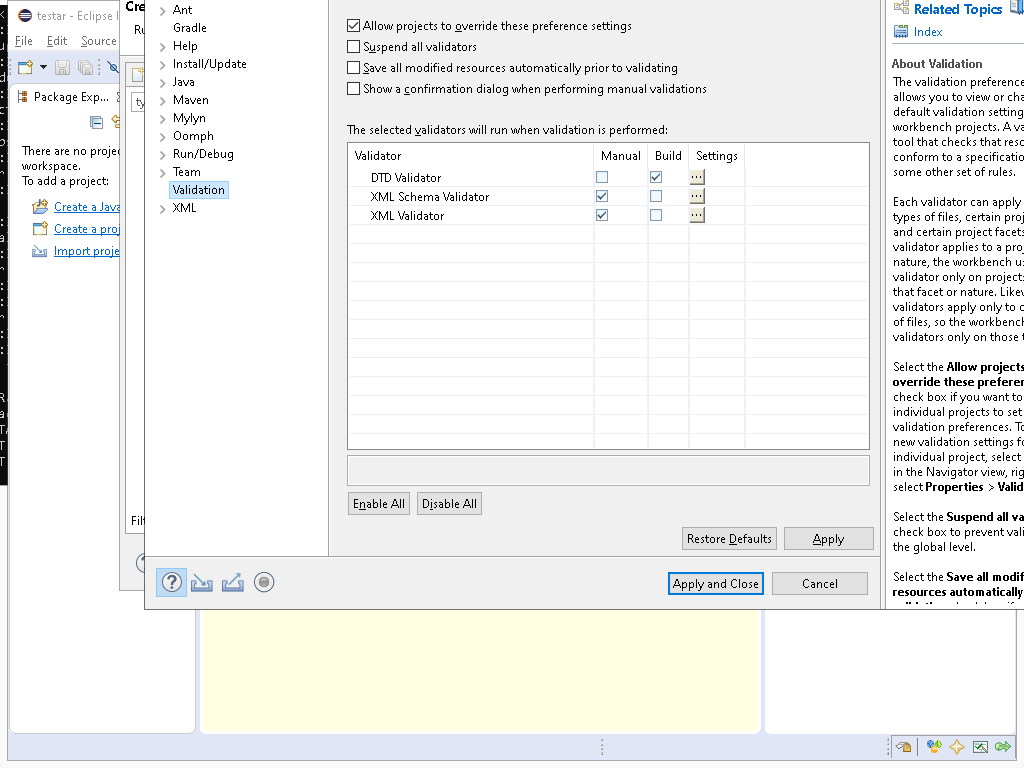 testar - Eclipse I
File Edit Source
Package Exp...
There are no proje
workspace.
To add a project:
Create a Java
Create a proj
Import proje
Cre
Ru
ty
Filt
Ant
Gradle
Help
Install/Update
Java
Maven
Mylyn
Oomph
Run/Debug
Team
Validation
XML
Allow projects to override these preference settings
Suspend all validators
Save all modified resources automatically prior to validating
Show a confirmation dialog when performing manual validations
The selected validators will run when validation is performed:
Validator Manual Build Settings
DTD Validator ...
XML Schema Validator ...
XML Validator ...
Enable All Disable All
Restore Defaults Apply
Apply and Close Cancel
Related Topics
Index
About Validation
The validation preference
allows you to view or cha
default validation setting
workbench projects. A va
tool that checks that reso
conform to a specificatio
some other set of rules.
Each validator can apply
types of files, certain proj
and certain project facets
validator applies to a proj
nature, the workbench us
validator only on projects
that facet or nature. Likew
validators apply only to c
of files, so the workbench
validators only on those t
Select the Allow projects
override these preferen
check box if you want to
individual projects to set
validation preferences. To
new validation settings fo
individual project, select
in the Navigator view, rig
select Properties > Valid
Select the Suspend all va
check box to prevent vali
the global level.
Select the Save all modif
resources automatically